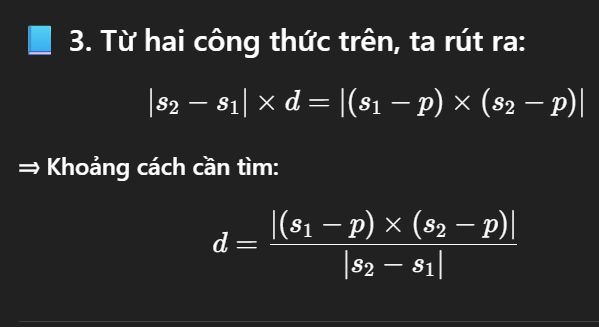 📘 3. Từ hai công thức trên, ta rút ra:
|s₂ − s₁| × d = |(s₁ − p) × (s₂ − p)|
⇒ Khoảng cách cần tìm:
d = |(s₁ − p) × (s₂ − p)| / |s₂ − s₁|